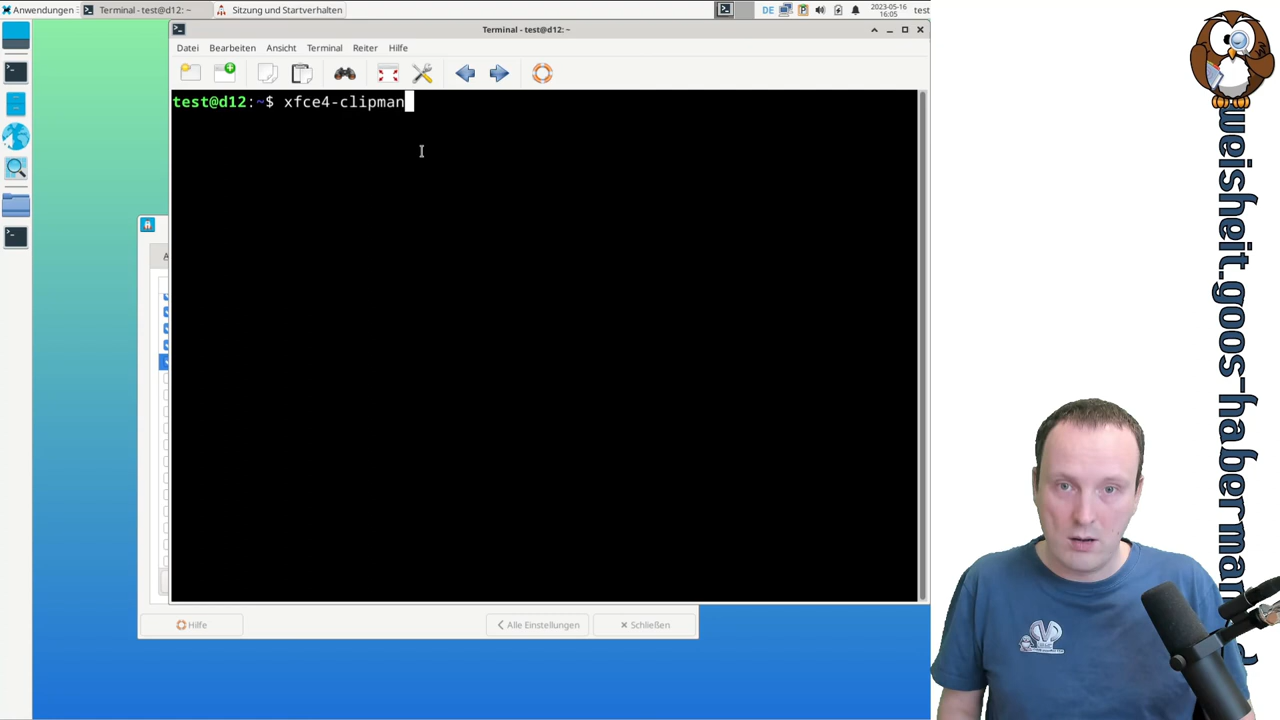 Anwendungen
Terminal - test@d12: ~
Sitzung und Startverhalten
DE
2023-05-16
16:05
test
Terminal - test@d12: ~
Datei Bearbeiten Ansicht Terminal Reiter Hilfe
test@d12:~$ xfce4-clipman
A
Hilfe
Alle Einstellungen
Schließen
weisheit.goos-habermann.d